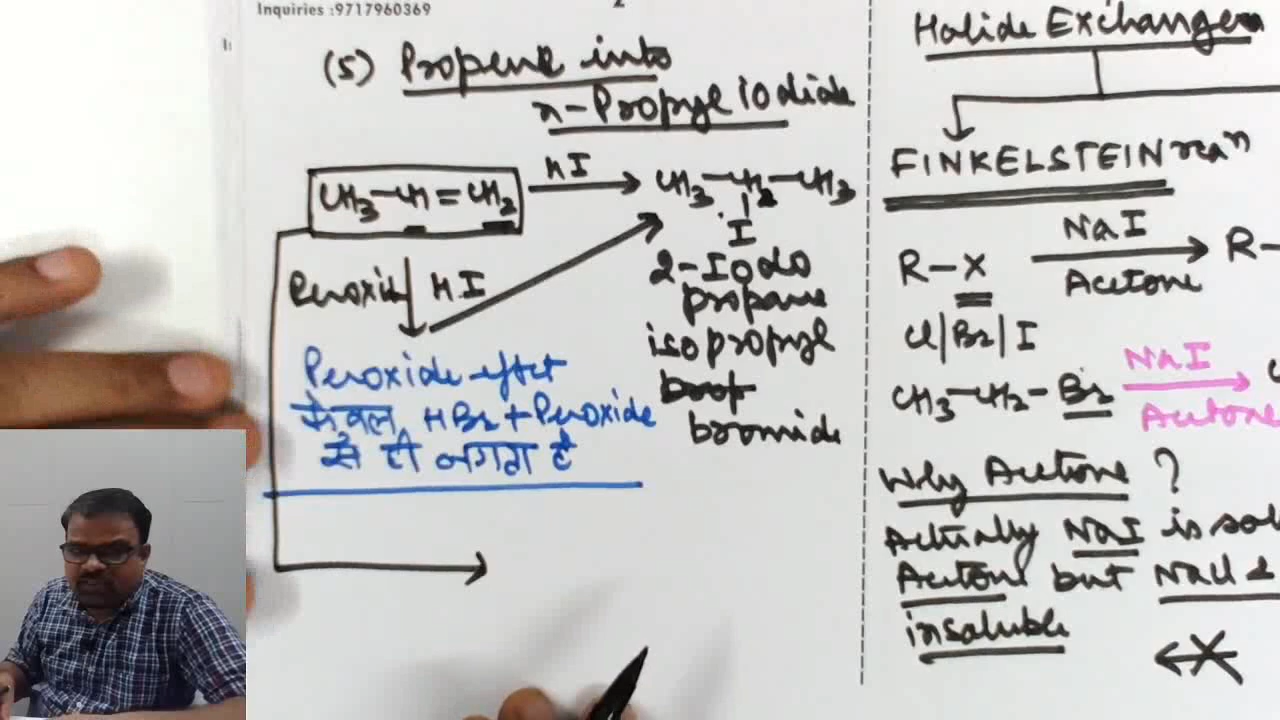 Inquiries :9717960369
(5) Propene into
n-Propyl iodide
CH3-CH=CH2
HI
CH3-CH2-CH3
I
Peroxide
HI
2-Iodo
propane
isopropyl
bromide
Peroxide effect
केवल HBr + Peroxide
से ही लगता है
Halide Exchange
FINKELSTEIN reaⁿ
R-X
NaI
Acetone
R-
Cl/Br/I
CH3-CH2-Br
NaI
Acetone
Why Acetone ?
Actually NaI is sol
Acetone but NaCl &
insoluble